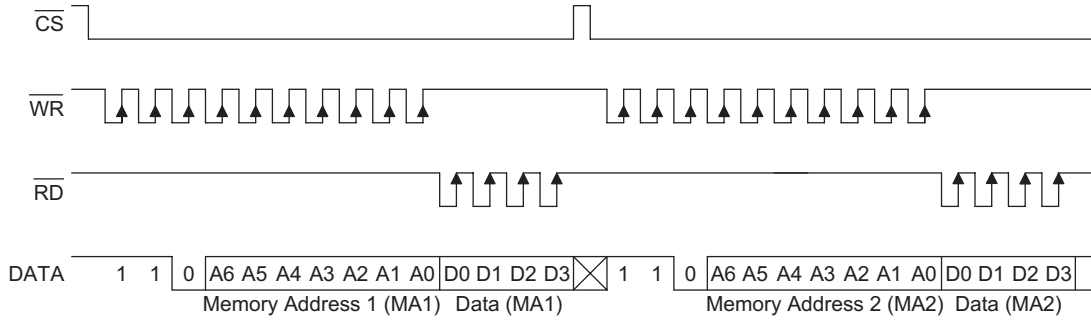 CS
WR
RD
DATA 1 1 0 A6 A5 A4 A3 A2 A1 A0 D0 D1 D2 D3 1 1 0 A6 A5 A4 A3 A2 A1 A0 D0 D1 D2 D3
Memory Address 1 (MA1) Data (MA1) Memory Address 2 (MA2) Data (MA2)